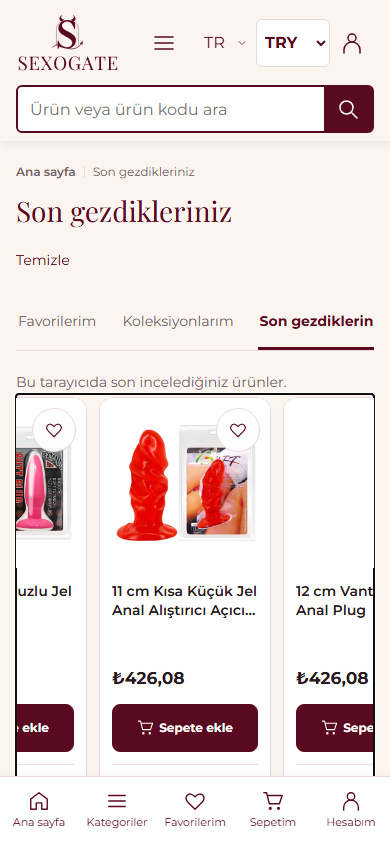 SEXOGATE
TR
TRY
Ürün veya ürün kodu ara
Ana sayfa
Son gezdikleriniz
Son gezdikleriniz
Temizle
Favorilerim
Koleksiyonlarım
Son gezdiklerin
Bu tarayıcıda son incelediğiniz ürünler.
uzlu Jel
11 cm Kısa Küçük Jel
Anal Alıştırıcı Açıcı...
12 cm Vant
Anal Plug
₺426,08
₺426,08
ekle
Sepete ekle
Sepe
Ana sayfa
Kategoriler
Favorilerim
Sepetim
Hesabım